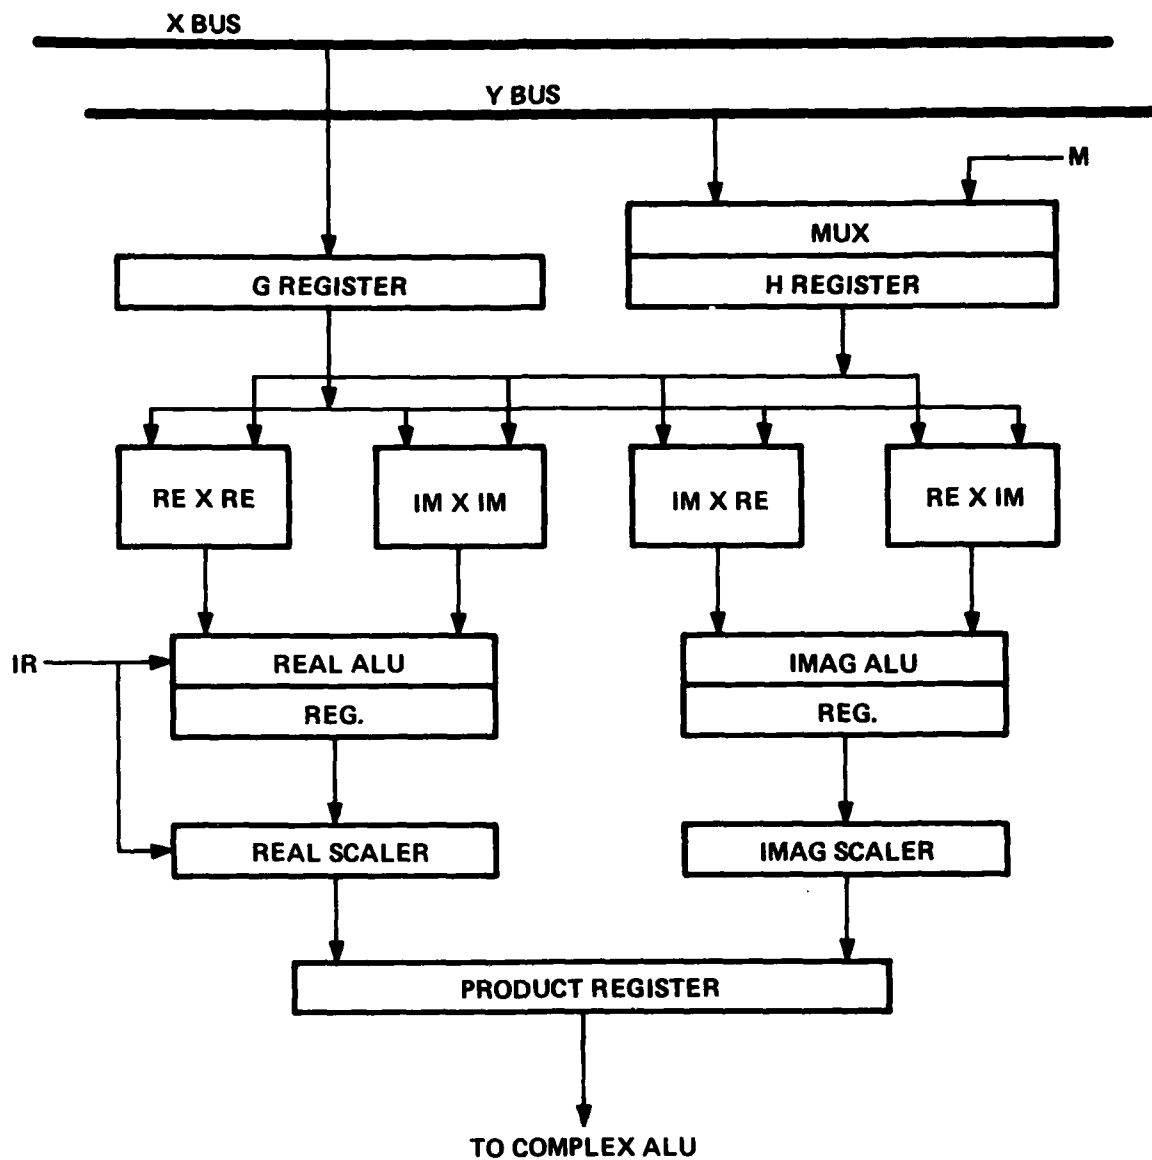 X BUS
Y BUS
M
MUX
G REGISTER
H REGISTER
RE X RE
IM X IM
IM X RE
RE X IM
IR
REAL ALU
IMAG ALU
REG.
REG.
REAL SCALER
IMAG SCALER
PRODUCT REGISTER
TO COMPLEX ALU